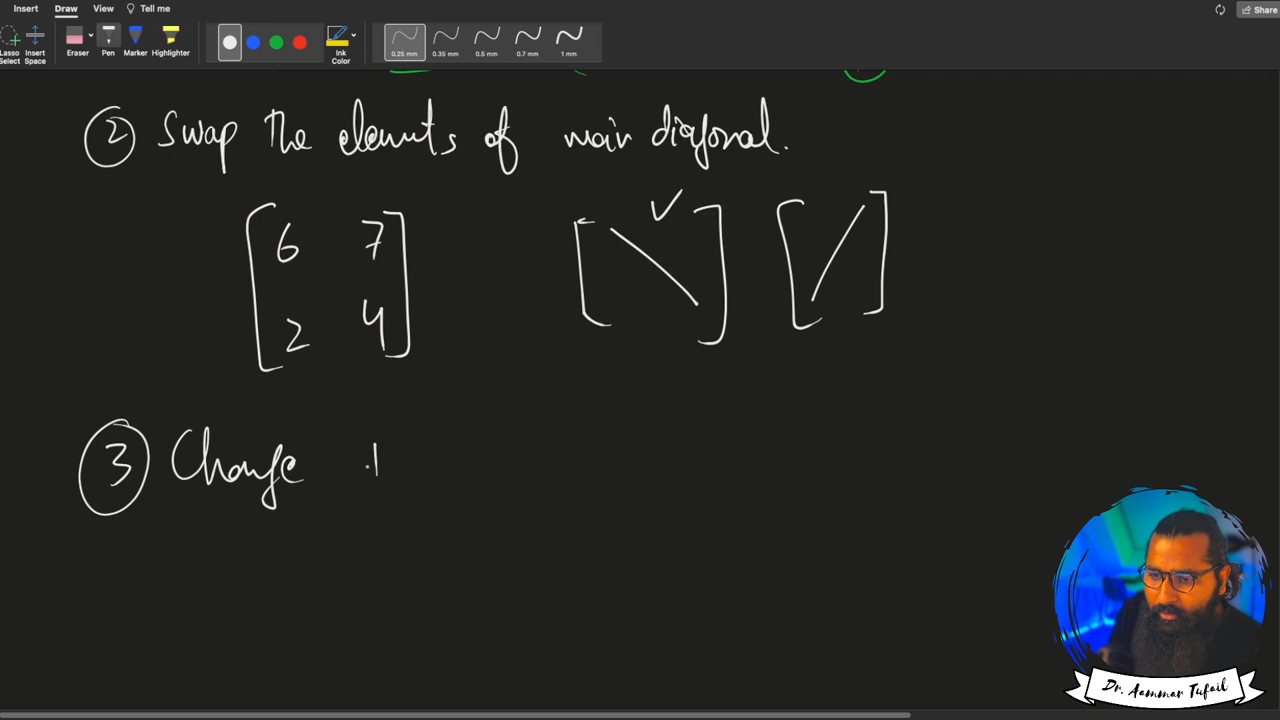 Insert Draw View Tell me
Share
Lasso Select Insert Space Eraser Pen Marker Highlighter Ink Color 0.25 mm 0.35 mm 0.5 mm 0.7 mm 1 mm
2 Swap the elements of main diagonal.
6 7
2 4
3 Change
Dr. Aammar Tufail